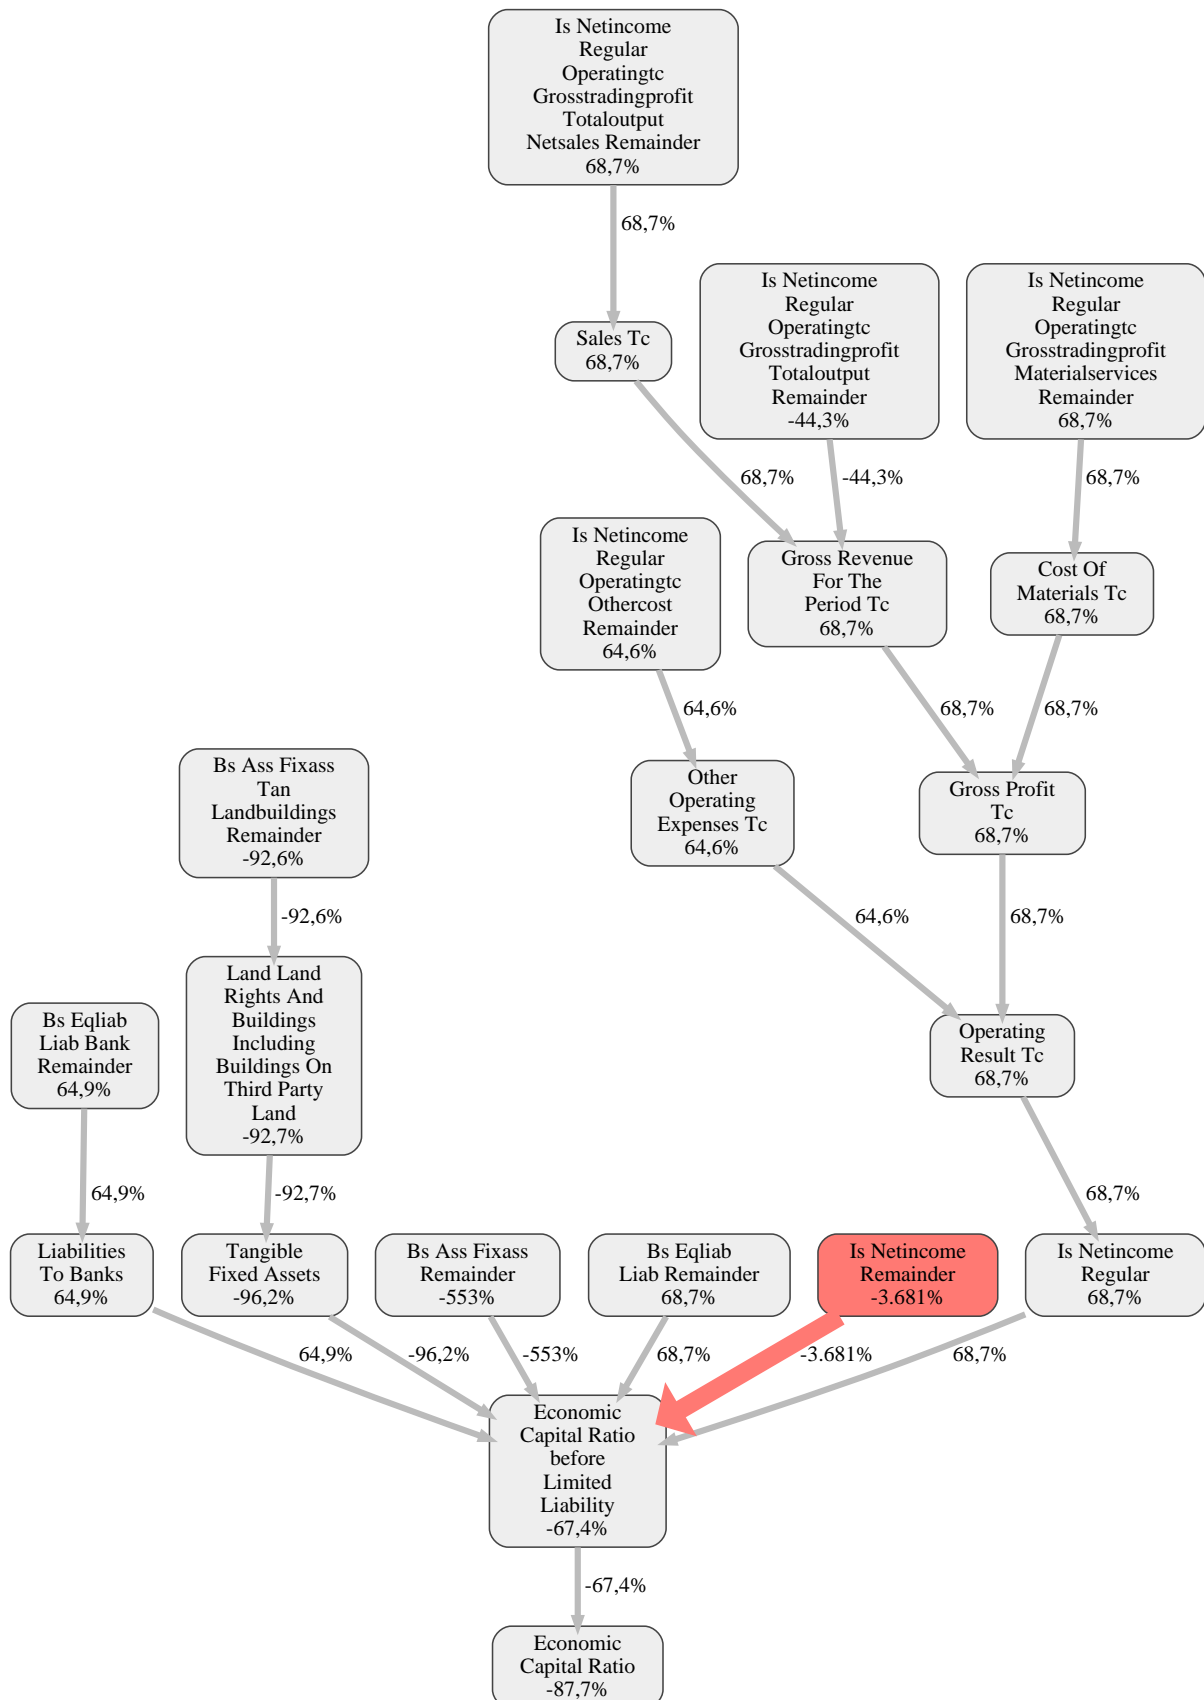 Is Netincome
Regular
Operatingtc
Grosstradingprofit
Totaloutput
Netsales Remainder
68,7%
68,7%
Is Netincome
Regular
Operatingtc
Grosstradingprofit
Totaloutput
Remainder
-44,3%
Is Netincome
Regular
Operatingtc
Grosstradingprofit
Materialservices
Remainder
68,7%
Sales Tc
68,7%
68,7%
-44,3%
68,7%
Is Netincome
Regular
Operatingtc
Othercost
Remainder
64,6%
Gross Revenue
For The
Period Tc
68,7%
Cost Of
Materials Tc
68,7%
64,6%
68,7%
68,7%
Bs Ass Fixass
Tan
Landbuildings
Remainder
-92,6%
Other
Operating
Expenses Tc
64,6%
Gross Profit
Tc
68,7%
-92,6%
64,6%
68,7%
Land Land
Rights And
Buildings
Including
Buildings On
Third Party
Land
-92,7%
Bs Eqliab
Liab Bank
Remainder
64,9%
Operating
Result Tc
68,7%
64,9%
-92,7%
68,7%
Liabilities
To Banks
64,9%
Tangible
Fixed Assets
-96,2%
Bs Ass Fixass
Remainder
-553%
Bs Eqliab
Liab Remainder
68,7%
Is Netincome
Remainder
-3.681%
Is Netincome
Regular
68,7%
64,9%
-96,2%
-553%
68,7%
-3.681%
68,7%
Economic
Capital Ratio
before
Limited
Liability
-67,4%
-67,4%
Economic
Capital Ratio
-87,7%